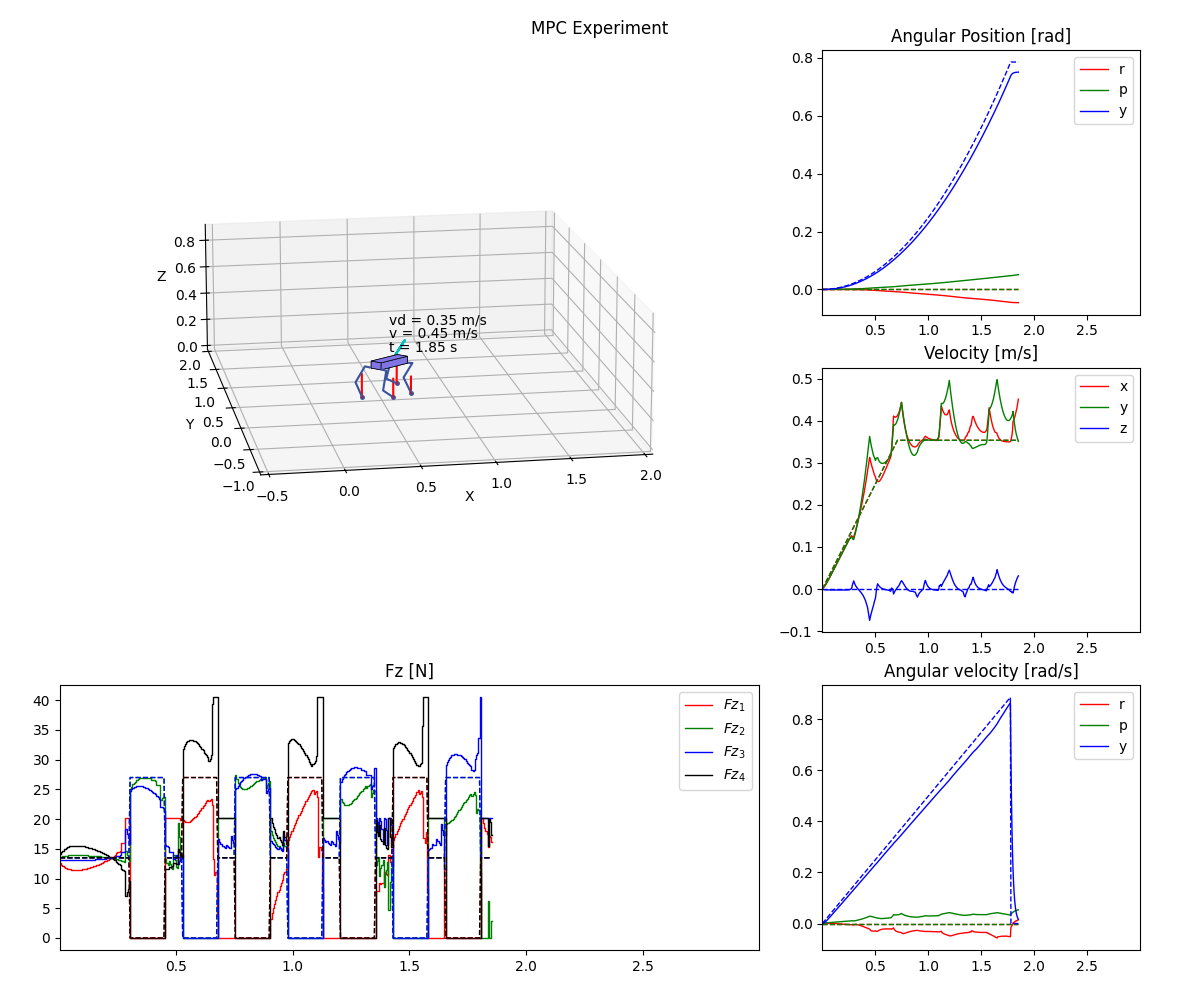 MPC Experiment
Angular Position [rad]
0.8
0.6
0.4
0.2
0.0
r
p
y
0.5 1.0 1.5 2.0 2.5
vd = 0.35 m/s
v = 0.45 m/s
t = 1.85 s
Z
0.8
0.6
0.4
0.2
0.0
Y
2.0
1.5
1.0
0.5
0.0
−0.5
−1.0
−0.5 0.0 0.5 1.0 1.5 2.0
X
Velocity [m/s]
0.5
0.4
0.3
0.2
0.1
0.0
−0.1
x
y
z
0.5 1.0 1.5 2.0 2.5
Fz [N]
40
35
30
25
20
15
10
5
0
Fz₁
Fz₂
Fz₃
Fz₄
0.5 1.0 1.5 2.0 2.5
Angular velocity [rad/s]
0.8
0.6
0.4
0.2
0.0
r
p
y
0.5 1.0 1.5 2.0 2.5